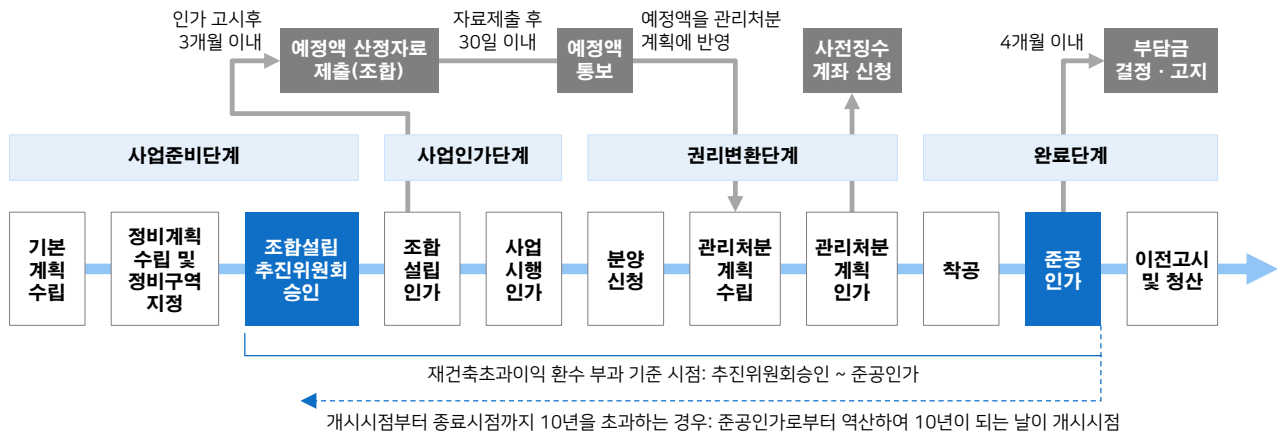 인가 고시후
3개월 이내
예정액 산정자료
제출(조합)
자료제출 후
30일 이내
예정액
통보
예정액을 관리처분
계획에 반영
사전징수
계좌 신청
4개월 이내
부담금
결정 · 고지
사업준비단계
사업인가단계
권리변환단계
완료단계
기본
계획
수립
정비계획
수립 및
정비구역
지정
조합설립
추진위원회
승인
조합
설립
인가
사업
시행
인가
분양
신청
관리처분
계획
수립
관리처분
계획
인가
착공
준공
인가
이전고시
및 청산
재건축초과이익 환수 부과 기준 시점: 추진위원회승인 ~ 준공인가
개시시점부터 종료시점까지 10년을 초과하는 경우: 준공인가로부터 역산하여 10년이 되는 날이 개시시점